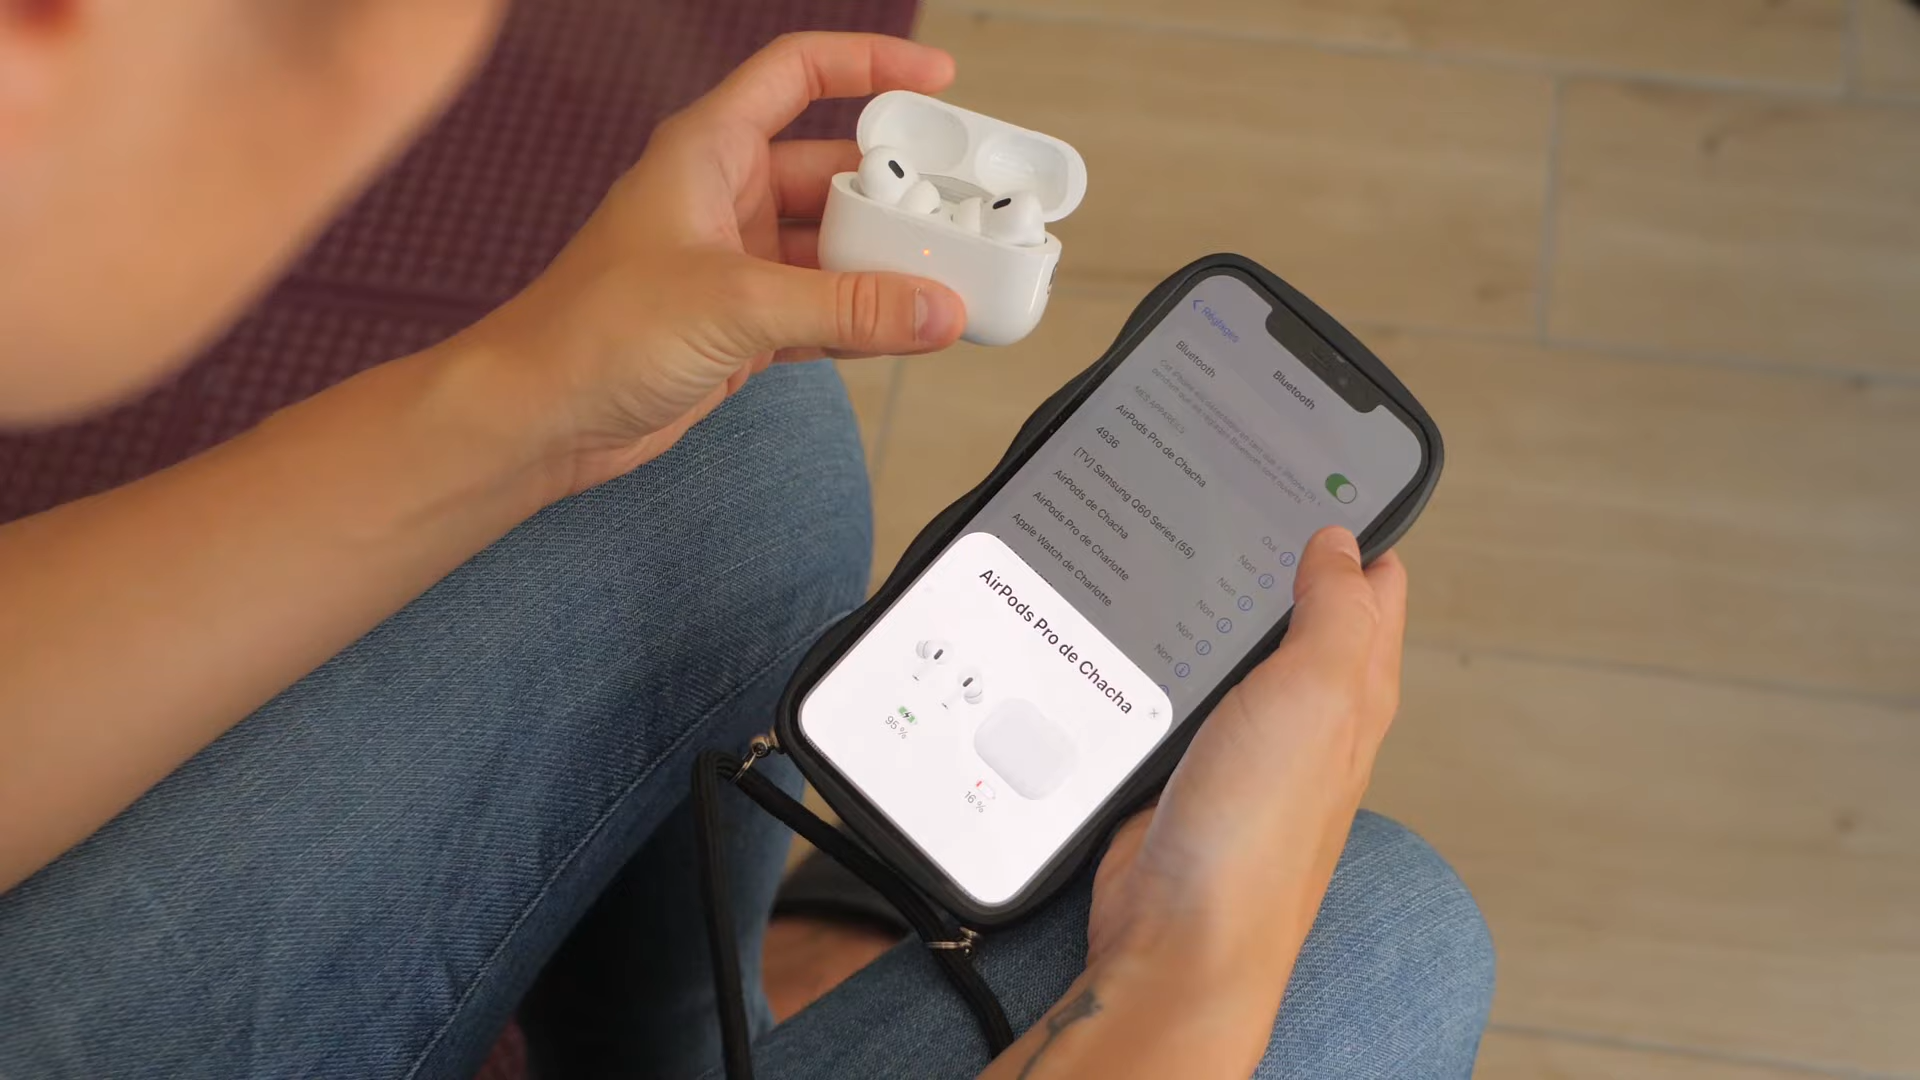 Réglages
Bluetooth
Bluetooth
MES APPAREILS
AirPods Pro de Chacha
Oui
4936
Non
[TV] Samsung Q60 Series (55)
Non
AirPods de Chacha
Non
AirPods Pro de Charlotte
Non
Apple Watch de Charlotte
Non
AirPods Pro de Chacha
95 %
16 %